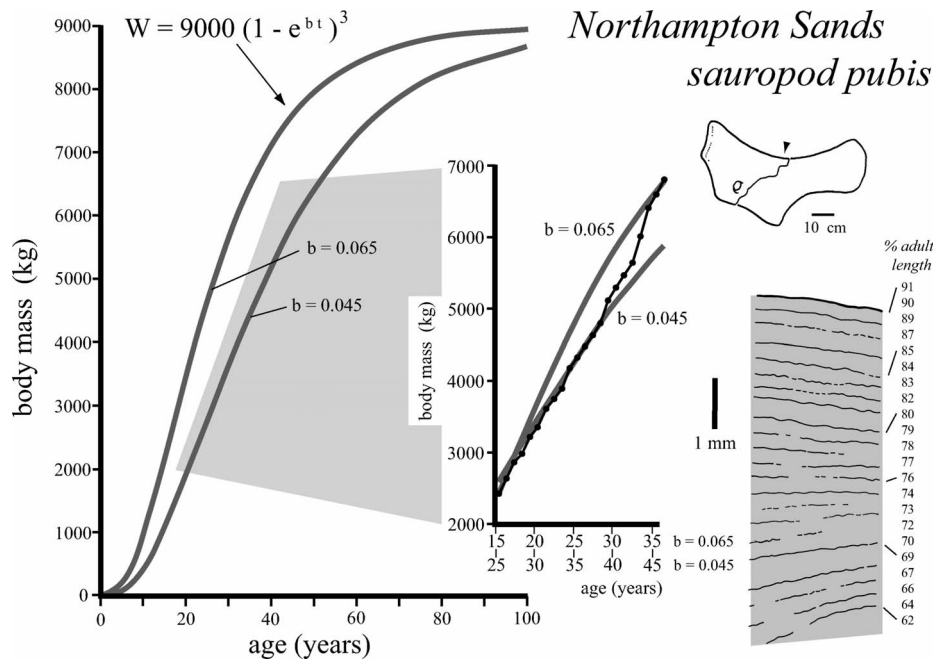 Northampton Sands
sauropod pubis
W = 9000 (1 - e^{b t})^3
body mass (kg)
9000
8000
7000
6000
5000
4000
3000
2000
1000
0
b = 0.065
b = 0.045
0
20
40
60
80
100
age (years)
body mass (kg)
7000
6000
5000
4000
3000
2000
b = 0.065
b = 0.045
15 20 25 30 35 b = 0.065
25 30 35 40 45 b = 0.045
age (years)
10 cm
1 mm
% adult
length
91
90
89
87
85
84
83
82
80
79
78
77
76
74
73
72
70
69
67
66
64
62